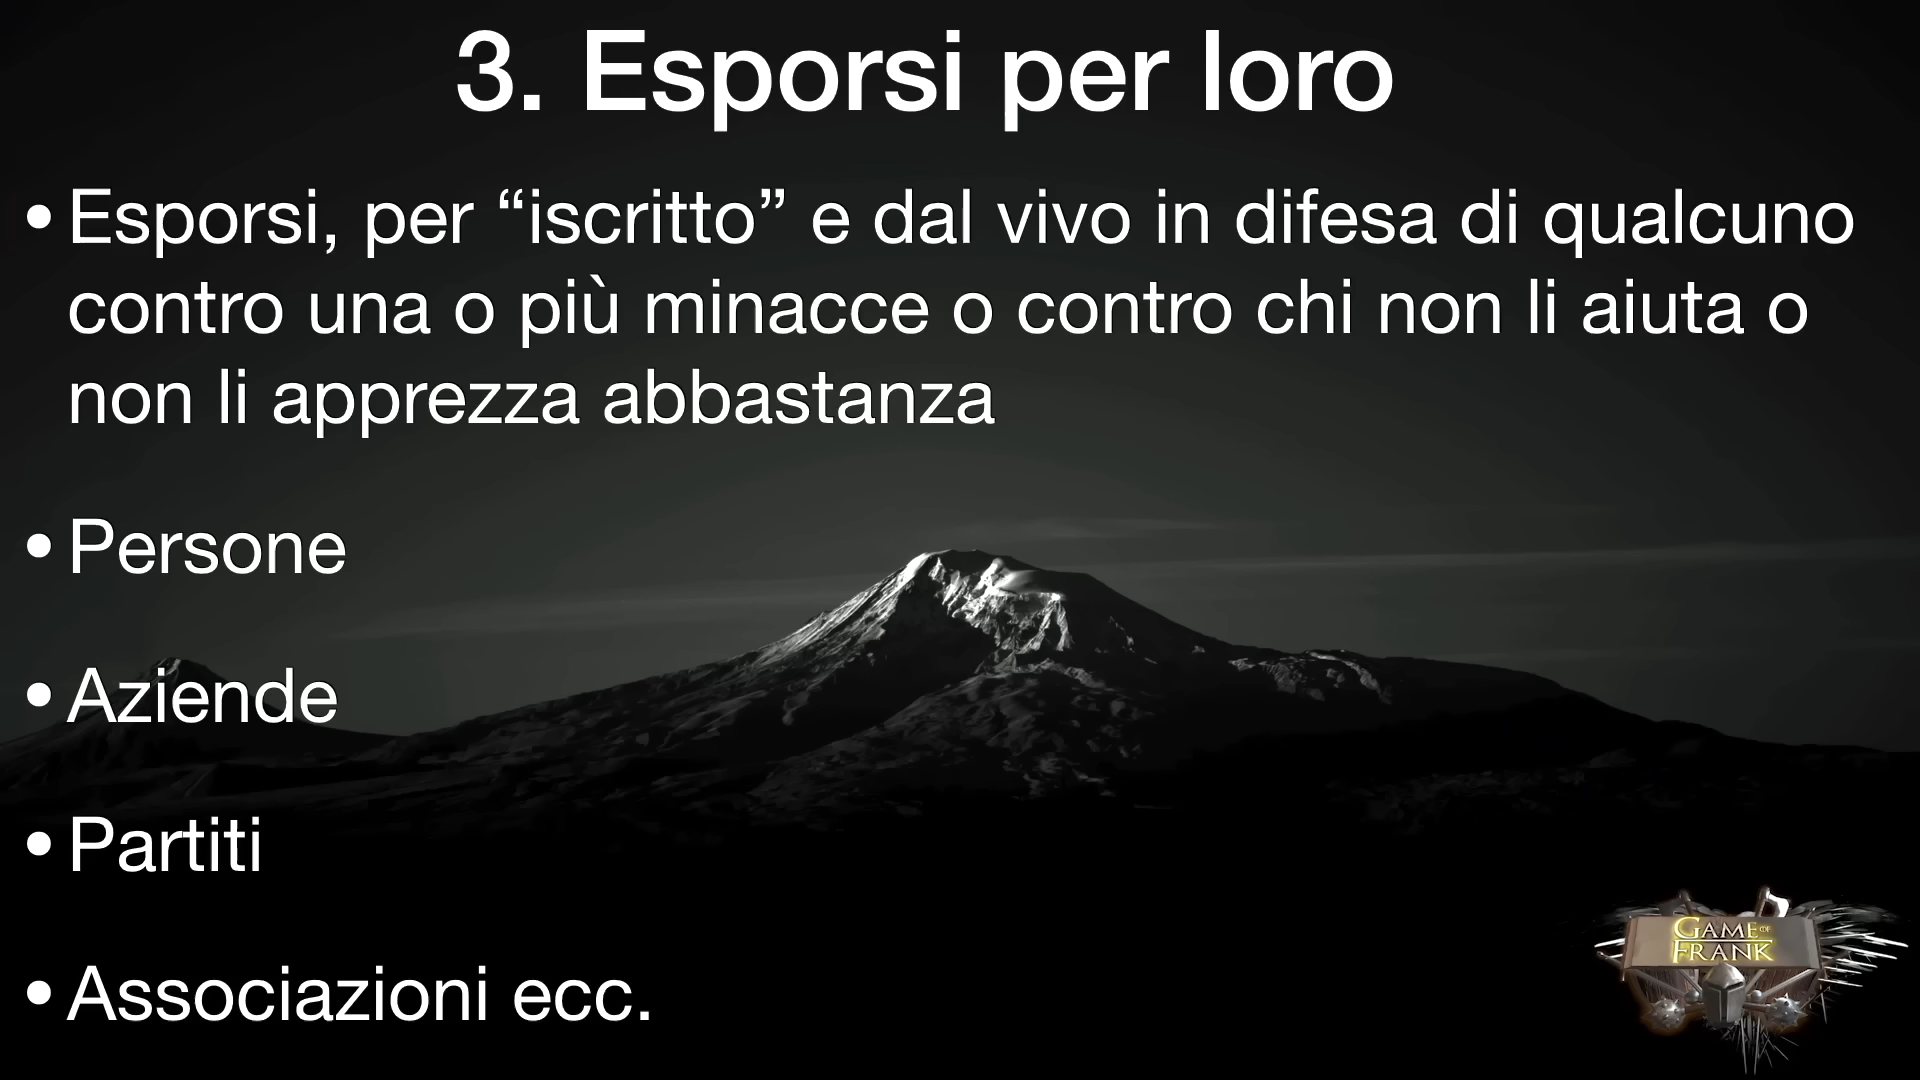 3. Esporsi per loro
• Esporsi, per “iscritto” e dal vivo in difesa di qualcuno
contro una o più minacce o contro chi non li aiuta o
non li apprezza abbastanza
• Persone
• Aziende
• Partiti
• Associazioni ecc.
GAME OF
FRANK